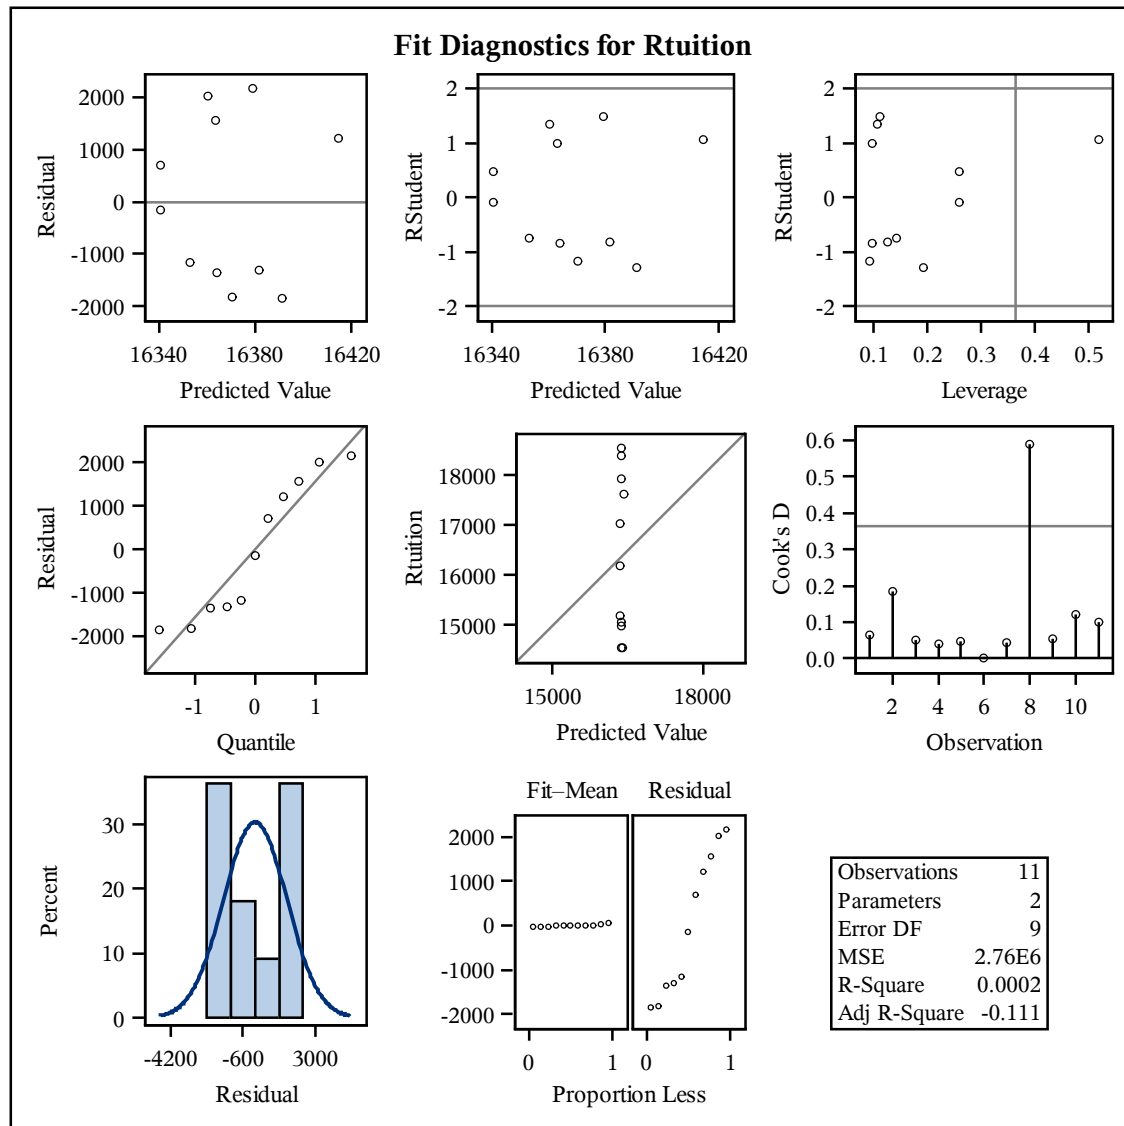 Fit Diagnostics for Rtuition
2000
1000
0
-1000
-2000
Residual
16340 16380 16420
Predicted Value
2
1
0
-1
-2
RStudent
16340 16380 16420
Predicted Value
2
1
0
-1
-2
RStudent
0.1 0.2 0.3 0.4 0.5
Leverage
2000
1000
0
-1000
-2000
Residual
-1 0 1
Quantile
18000
17000
16000
15000
Rtuition
15000 18000
Predicted Value
0.6
0.5
0.4
0.3
0.2
0.1
0.0
Cook's D
2 4 6 8 10
Observation
30
20
10
0
Percent
-4200 -600 3000
Residual
Fit–Mean Residual
2000
1000
0
-1000
-2000
0 1 0 1
Proportion Less
Observations 11
Parameters 2
Error DF 9
MSE 2.76E6
R-Square 0.0002
Adj R-Square -0.111